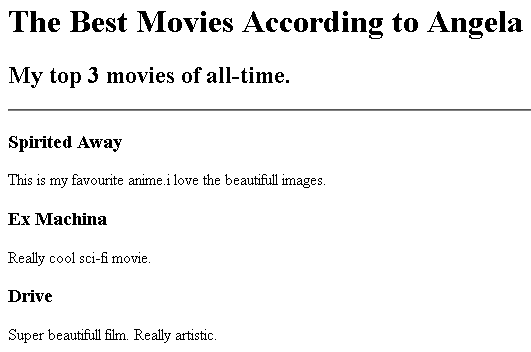 The Best Movies According to Angela
My top 3 movies of all-time.
Spirited Away
This is my favourite anime.i love the beautifull images.
Ex Machina
Really cool sci-fi movie.
Drive
Super beautifull film. Really artistic.